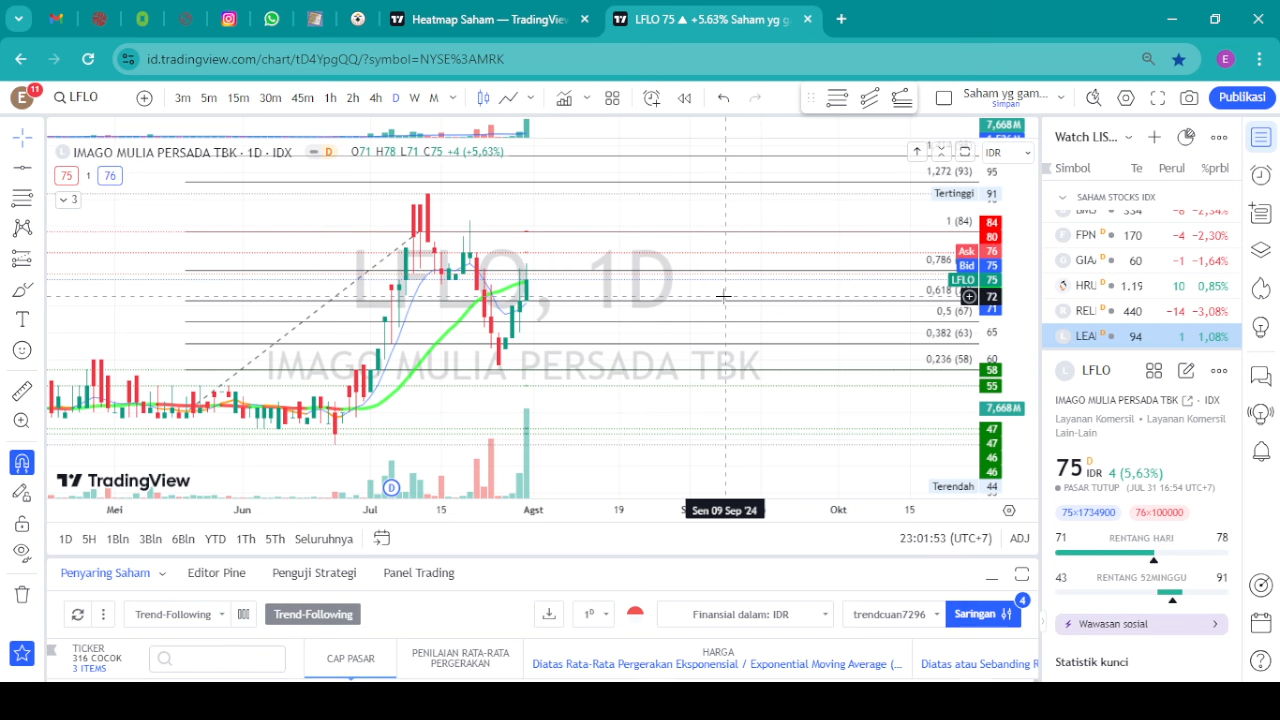 Heatmap Saham — TradingView
LFLO 75 ▲ +5.63% Saham yg g
id.tradingview.com/chart/tD4YpgQQ/?symbol=NYSE%3AMRK
E 11 LFLO 3m 5m 15m 30m 45m 1h 2h 4h D W M Saham yg gam... Simpan Publikasi
IMAGO MULIA PERSADA TBK · 1D · IDX D O71 H78 L71 C75 +4 (+5,63%)
75 1 76
3
7,668 M
IDR
1,272 (93) 95
Tertinggi 91
1 (84) 84
80
Ask 76
0,786 Bid 75
LFLO 75
0,618 72
71
0,5 (67)
0,382 (63) 65
60
0,236 (58) 58
55
7,668 M
47
47
46
46
Terendah 44
LFLO, 1D
IMAGO MULIA PERSADA TBK
TradingView
D
Mei Jun Jul 15 Agst 19 Sen 09 Sep '24 Okt 15
1D 5H 1Bln 3Bln 6Bln YTD 1Th 5Th Seluruhnya 23:01:53 (UTC+7) ADJ
Penyaring Saham Editor Pine Penguji Strategi Panel Trading
Trend-Following Trend-Following 1D Finansial dalam: IDR trendcuan7296 Saringan 4
TICKER
316 COCOK
3 ITEMS
CAP PASAR
PENILAIAN RATA-RATA
PERGERAKAN
HARGA
Diatas Rata-Rata Pergerakan Eksponensial / Exponential Moving Average (...
Diatas atau Sebanding R
Watch LIS...
Simbol Te Perul %prbl
SAHAM STOCKS IDX
334 -8 -2,34%
FPN D 170 -4 -2,30%
GIA D 60 -1 -1,64%
HRU 1.19 10 0,85%
REL 440 -14 -3,08%
LEA D 94 1 1,08%
L LFLO
IMAGO MULIA PERSADA TBK · IDX
Layanan Komersil • Layanan Komersil
Lain-Lain
75 D IDR 4 (5,63%)
PASAR TUTUP (JUL 31 16:54 UTC+7)
75×1734900 76×100000
71 RENTANG HARI 78
43 RENTANG 52MINGGU 91
Wawasan sosial
Statistik kunci